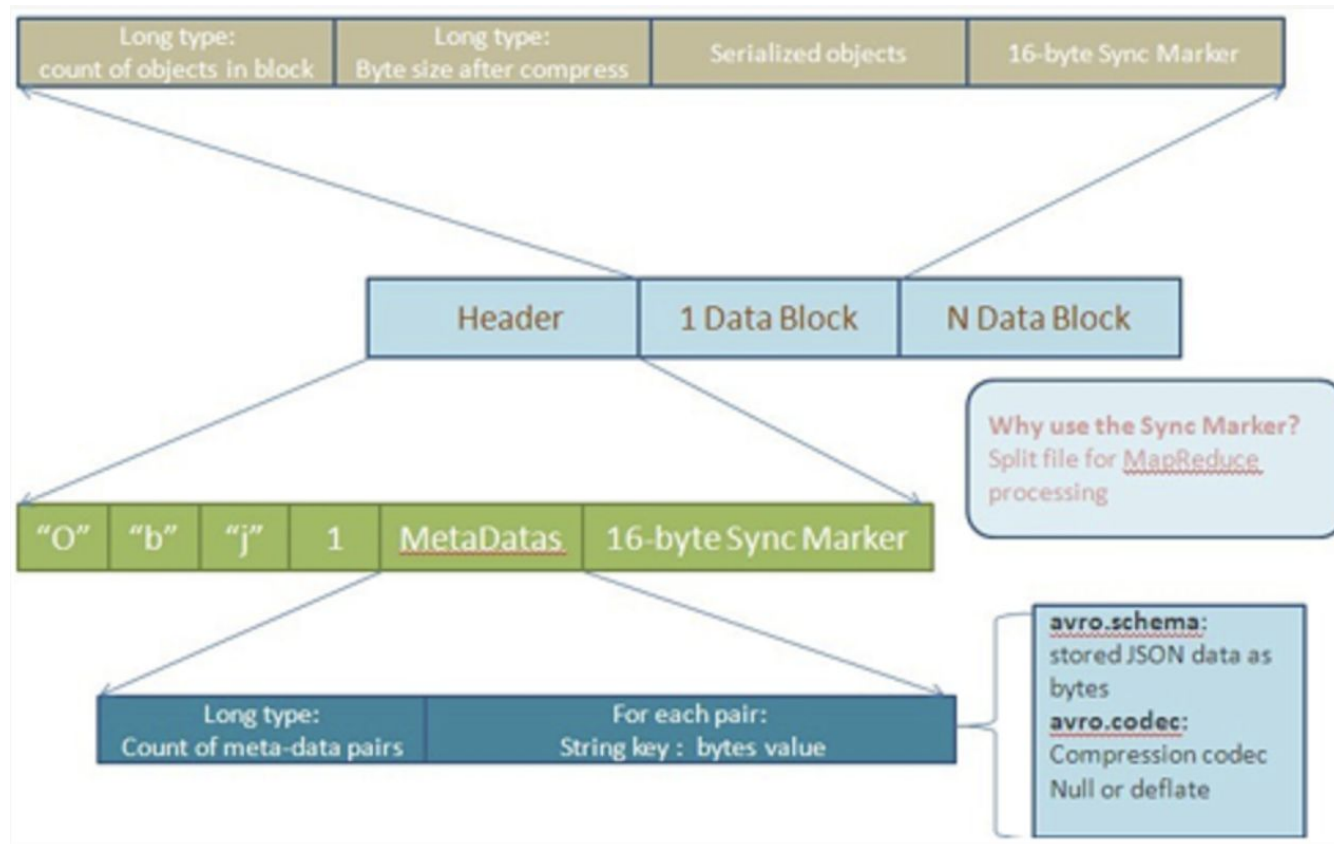 Long type:
count of objects in block
Long type:
Byte size after compress
Serialized objects
16-byte Sync Marker
Header
1 Data Block
N Data Block
Why use the Sync Marker?
Split file for MapReduce
processing
“O”
“b”
“j”
1
MetaDatas
16-byte Sync Marker
Long type:
Count of meta-data pairs
For each pair:
String key : bytes value
avro.schema:
stored JSON data as
bytes
avro.codec:
Compression codec
Null or deflate